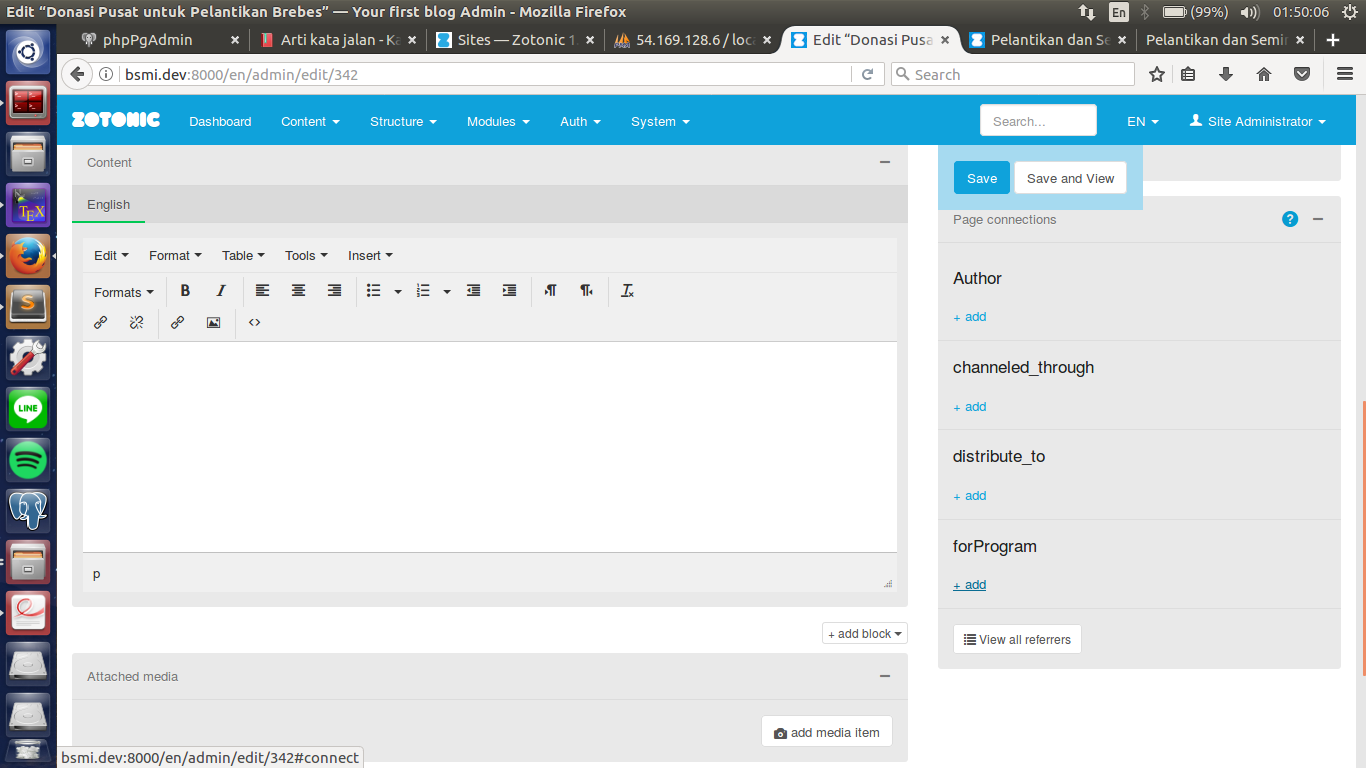 Edit “Donasi Pusat untuk Pelantikan Brebes” — Your first blog Admin - Mozilla Firefox
En
(99%)
01:50:06
phpPgAdmin
Arti kata jalan - Ka
Sites — Zotonic 1.
54.169.128.6 / loca
Edit “Donasi Pusa
Pelantikan dan Se
Pelantikan dan Semin
bsmi.dev:8000/en/admin/edit/342
Search
ZOTONIC
Dashboard
Content
Structure
Modules
Auth
System
Search...
EN
Site Administrator
Content
English
Edit
Format
Table
Tools
Insert
Formats
B
I
p
+ add block
Attached media
add media item
Save
Save and View
Page connections
?
Author
+ add
channeled_through
+ add
distribute_to
+ add
forProgram
+ add
View all referrers
TEX
S
LINE
bsmi.dev:8000/en/admin/edit/342#connect